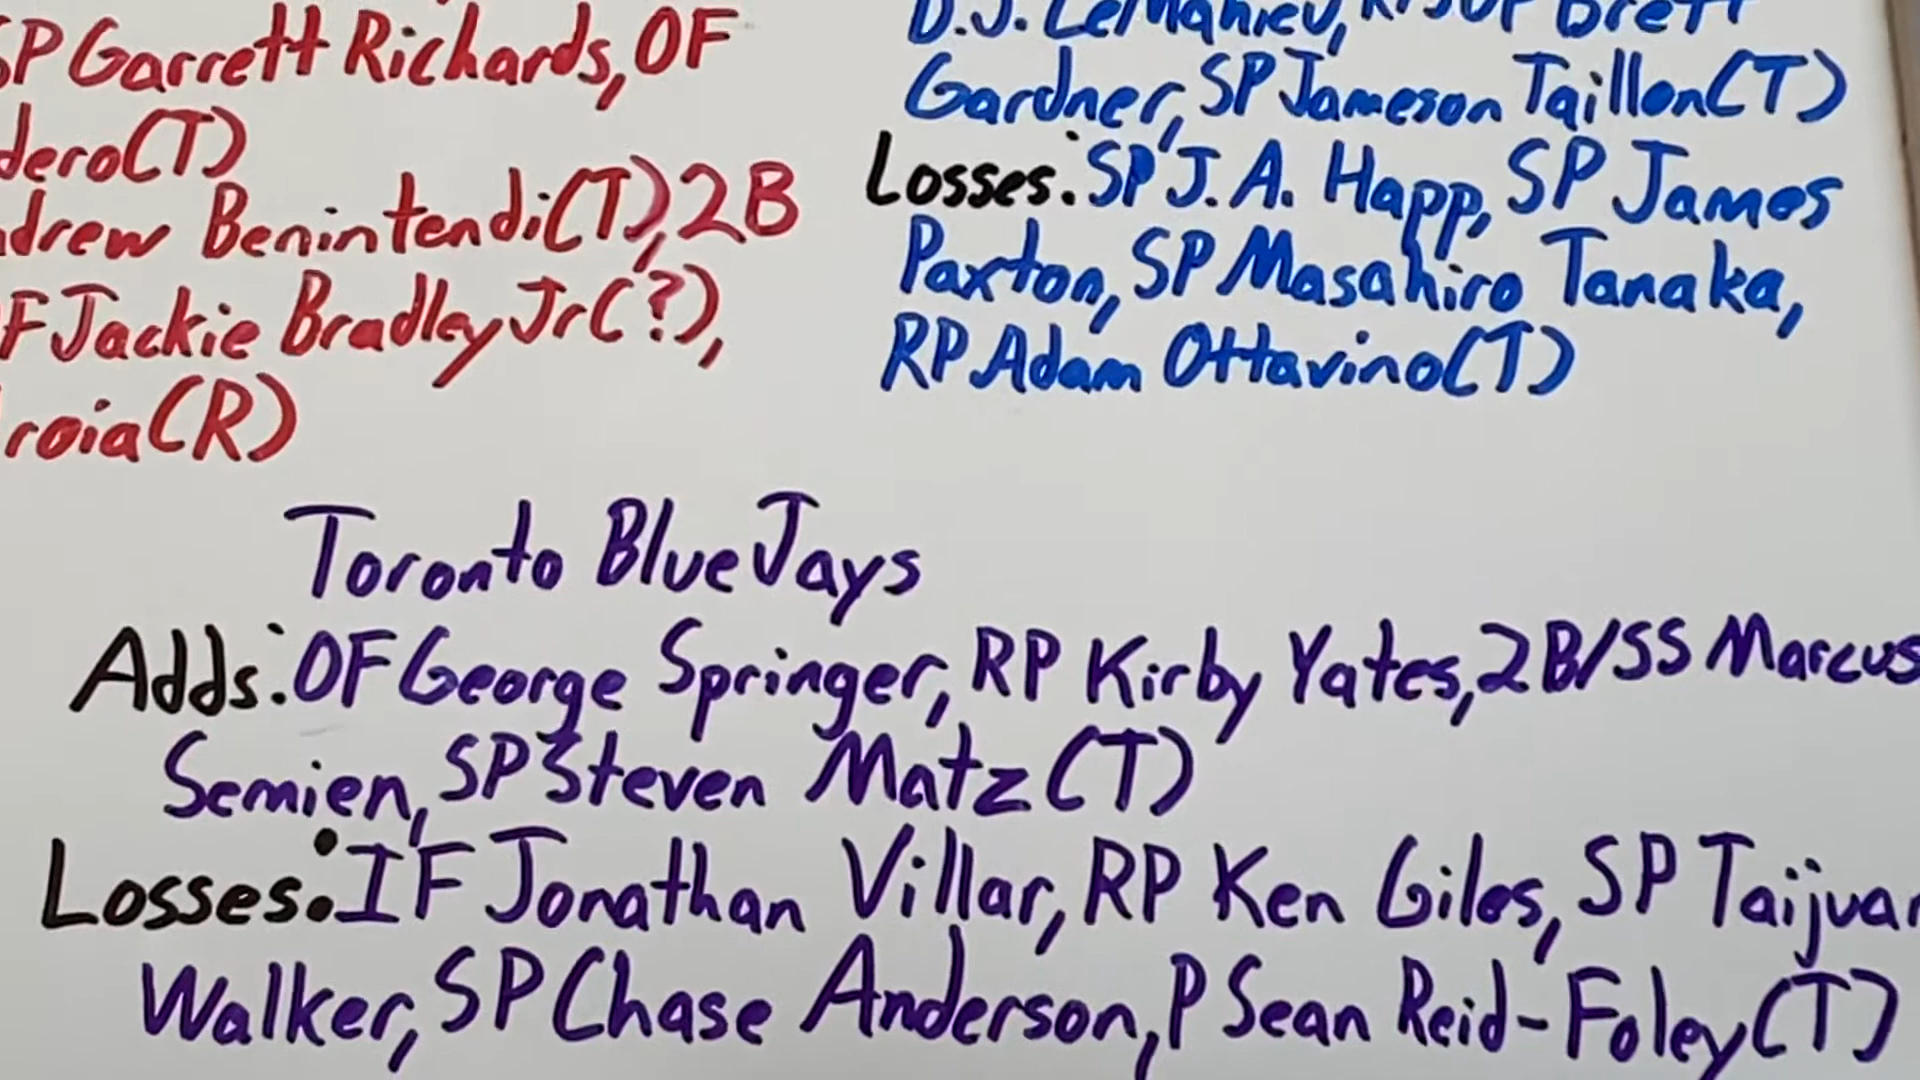 SP Garrett Richards, OF
dero(T)
drew Benintendi(T), 2B
F Jackie Bradley Jr(?),
roia(R)
D.J. LeMahieu, Brett
Gardner, SP Jameson Taillon(T)
Losses: SP J.A. Happ, SP James
Paxton, SP Masahiro Tanaka,
RP Adam Ottavino(T)
Toronto Blue Jays
Adds: OF George Springer, RP Kirby Yates, 2B/SS Marcus
Semien, SP Steven Matz(T)
Losses: IF Jonathan Villar, RP Ken Giles, SP Taijuan
Walker, SP Chase Anderson, P Sean Reid-Foley(T)